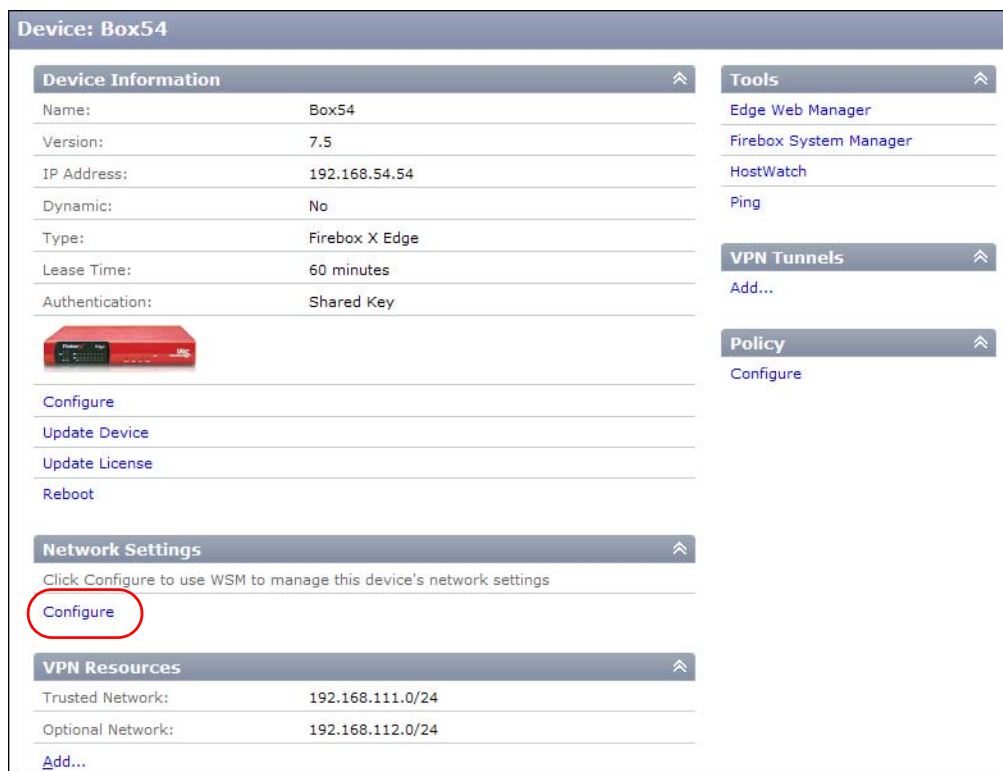 Device: Box54
Device Information
Name: Box54
Version: 7.5
IP Address: 192.168.54.54
Dynamic: No
Type: Firebox X Edge
Lease Time: 60 minutes
Authentication: Shared Key
Configure
Update Device
Update License
Reboot
Network Settings
Click Configure to use WSM to manage this device's network settings
Configure
VPN Resources
Trusted Network: 192.168.111.0/24
Optional Network: 192.168.112.0/24
Add...
Tools
Edge Web Manager
Firebox System Manager
HostWatch
Ping
VPN Tunnels
Add...
Policy
Configure